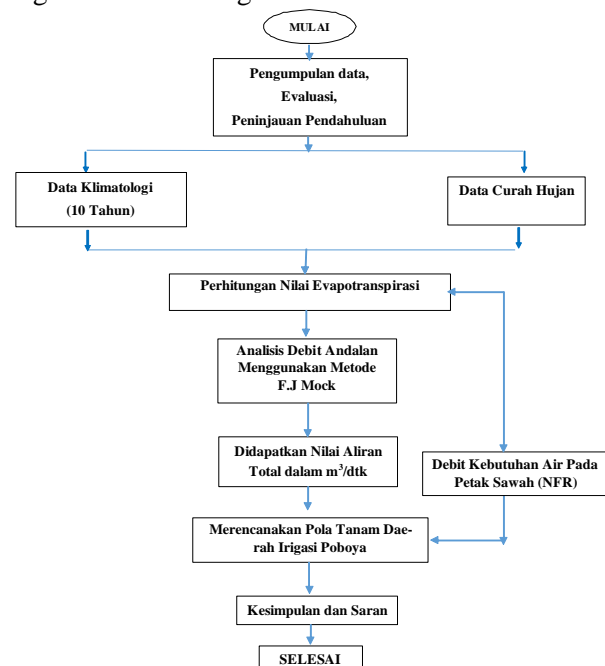 MULAI
Pengumpulan data,
Evaluasi,
Peninjauan Pendahuluan
Data Klimatologi
(10 Tahun)
Data Curah Hujan
Perhitungan Nilai Evapotranspirasi
Analisis Debit Andalan
Menggunakan Metode
F.J Mock
Didapatkan Nilai Aliran
Total dalam m³/dtk
Debit Kebutuhan Air Pada
Petak Sawah (NFR)
Merencanakan Pola Tanam Dae-
rah Irigasi Poboya
Kesimpulan dan Saran
SELESAI